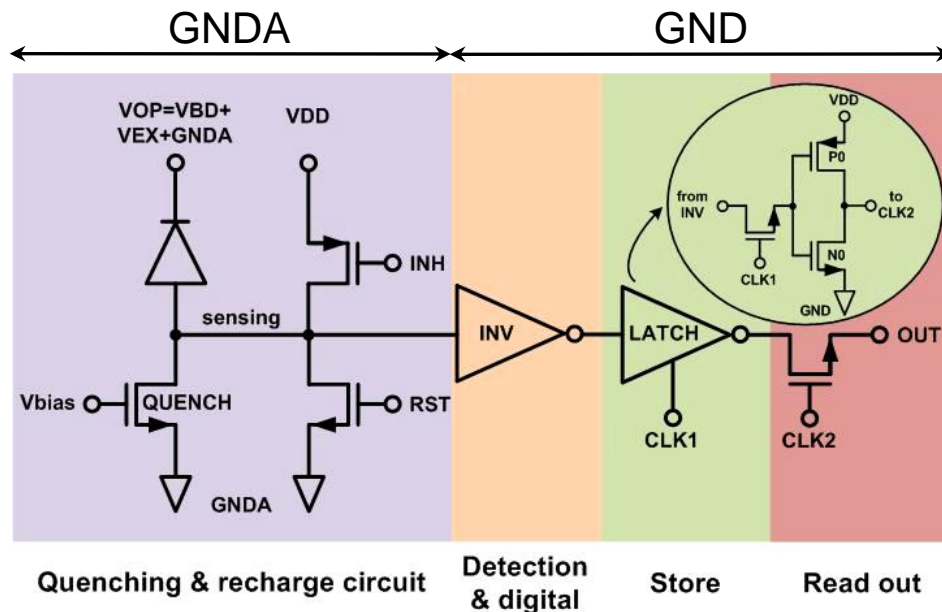 GNDA
GND
VOP=VBD+
VEX+GNDA
VDD
INH
sensing
Vbias
QUENCH
RST
GNDA
INV
LATCH
CLK1
CLK2
OUT
VDD
P0
from
INV
to
CLK2
CLK1
N0
GND
Quenching & recharge circuit
Detection
& digital
Store
Read out